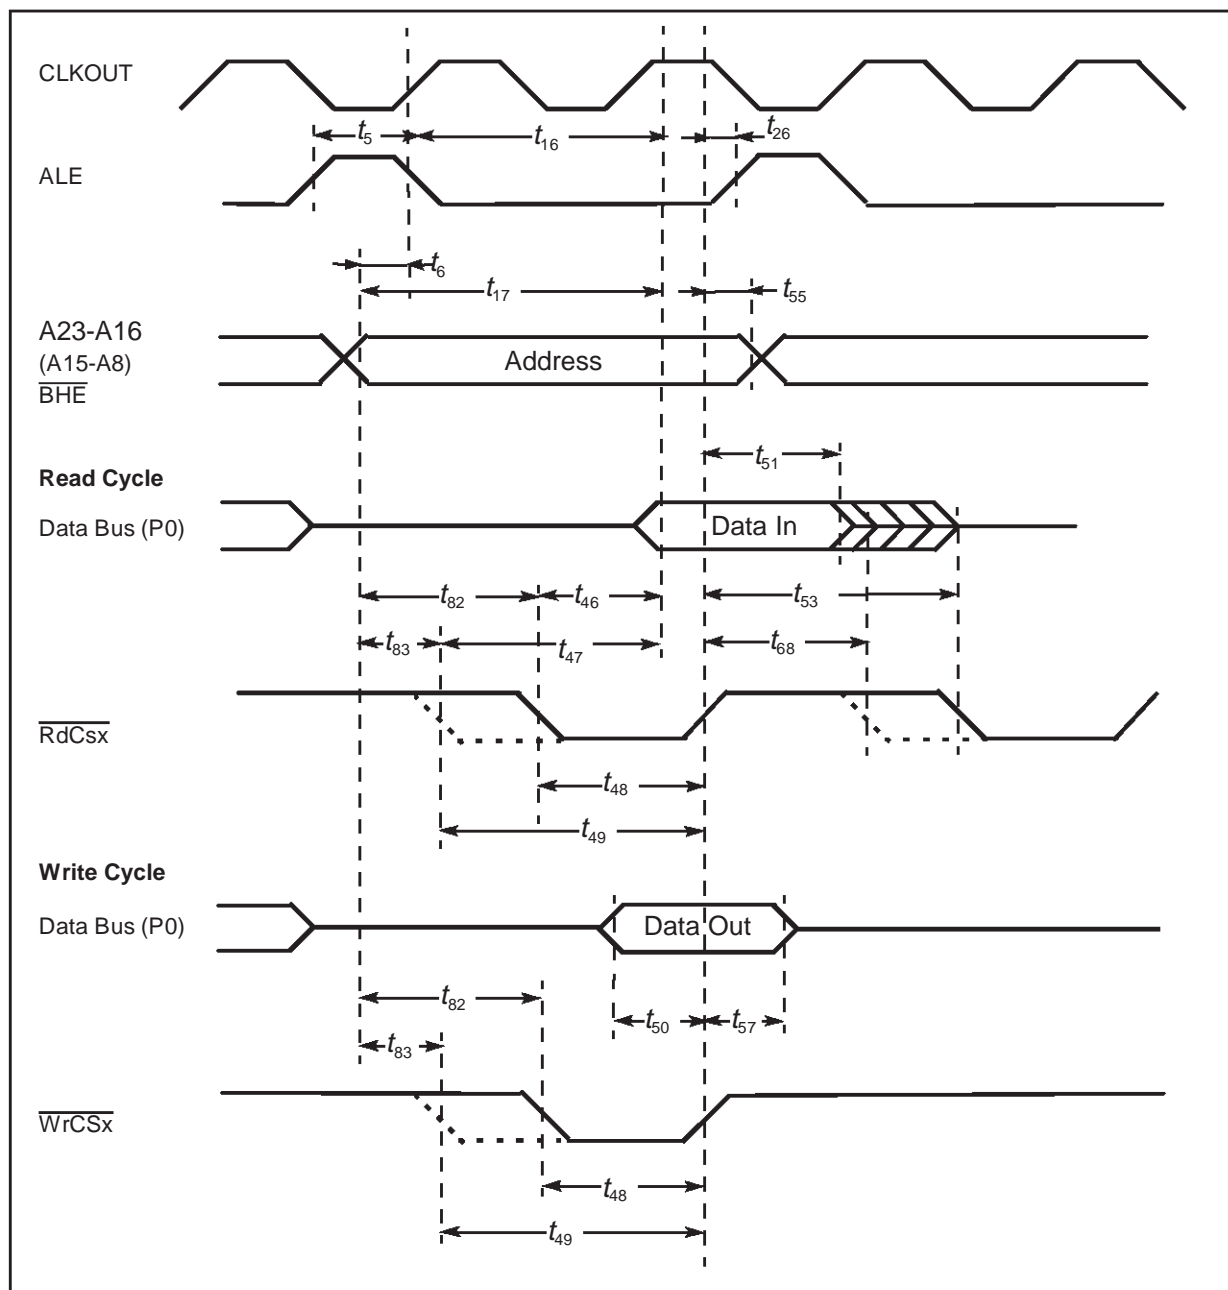 CLKOUT
t5
t16
t26
ALE
t6
t17
t55
A23-A16
(A15-A8)
BHE
Address
t51
Read Cycle
Data Bus (P0)
Data In
t82
t46
t53
t83
t47
t68
RdCsx
t48
t49
Write Cycle
Data Bus (P0)
Data Out
t82
t50
t57
t83
WrCSx
t48
t49